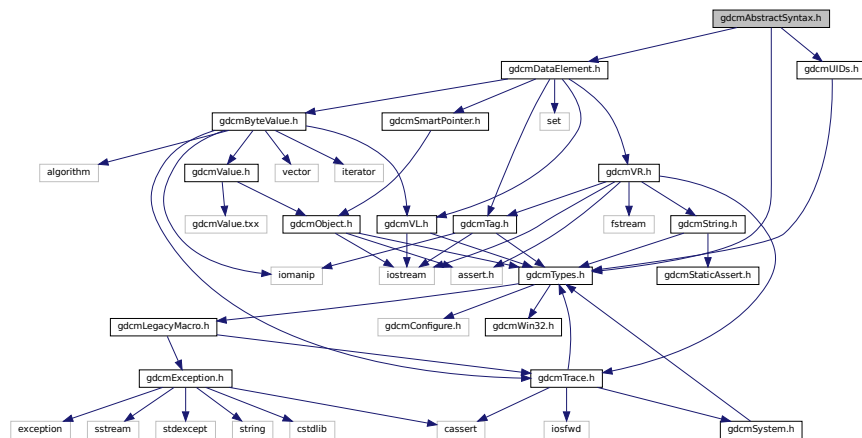 gdcmAbstractSyntax.h
gdcmDataElement.h
gdcmUIDs.h
gdcmByteValue.h
gdcmSmartPointer.h
set
algorithm
gdcmValue.h
vector
iterator
gdcmVR.h
gdcmValue.txx
gdcmObject.h
gdcmVL.h
gdcmTag.h
fstream
gdcmString.h
iomanip
iostream
assert.h
gdcmTypes.h
gdcmStaticAssert.h
gdcmLegacyMacro.h
gdcmConfigure.h
gdcmWin32.h
gdcmException.h
gdcmTrace.h
exception
sstream
stdexcept
string
cstdlib
cassert
iosfwd
gdcmSystem.h